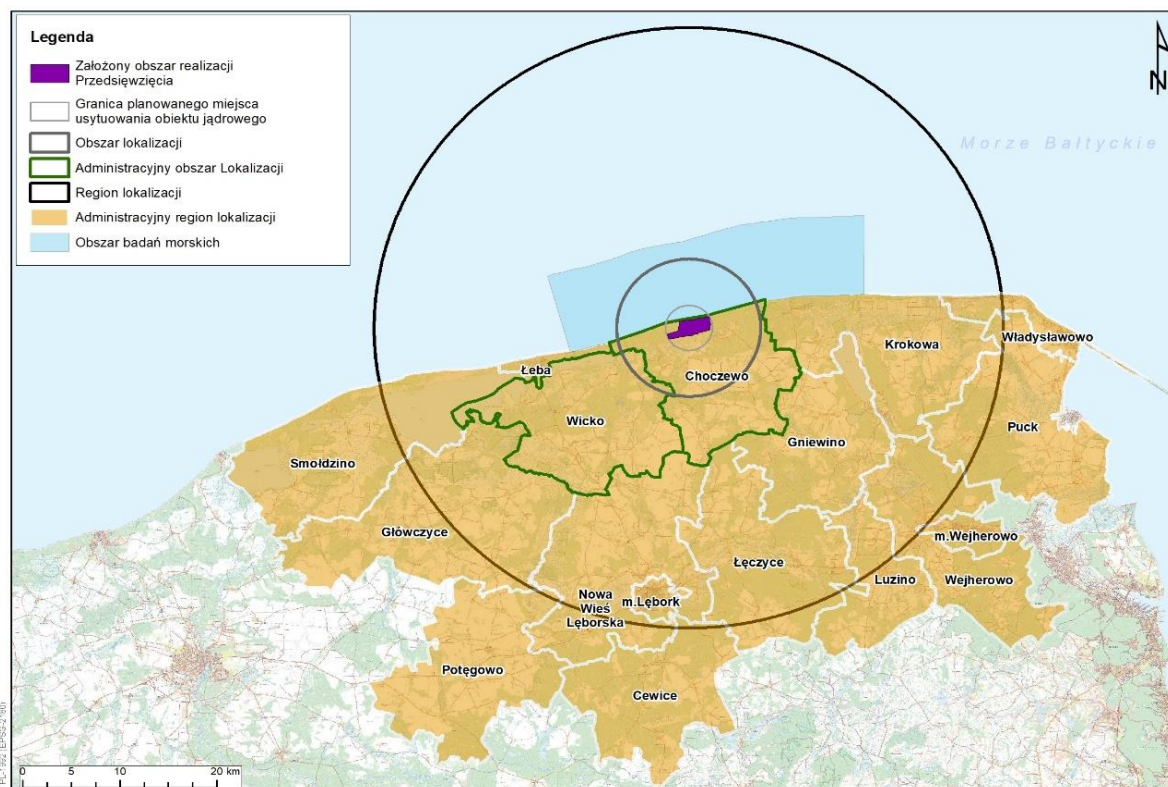 Legenda
Założony obszar realizacji
Przedsięwzięcia
Granica planowanego miejsca
usytuowania obiektu jądrowego
Obszar lokalizacji
Administracyjny obszar Lokalizacji
Region lokalizacji
Administracyjny region lokalizacji
Obszar badań morskich
N
Morze Bałtyckie
Władysławowo
Krokowa
Łeba
Choczewo
Wicko
Puck
Gniewino
Smołdzino
Główczyce
m.Wejherowo
Łęczyce
Luzino
Wejherowo
Nowa
Wieś
Lęborska
m.Lębork
Potęgowo
Cewice
0 5 10 20 km